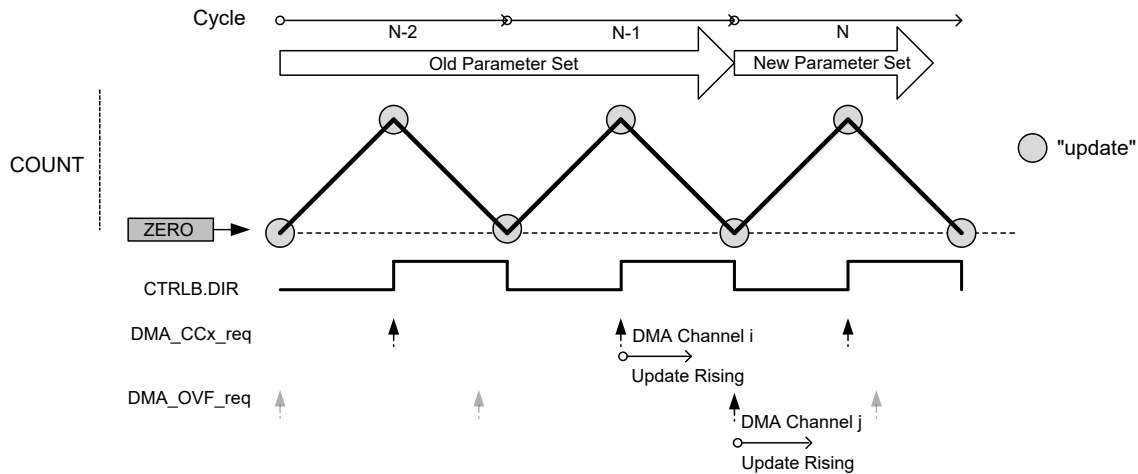 Cycle
N-2
N-1
N
Old Parameter Set
New Parameter Set
COUNT
"update"
ZERO
CTRLB.DIR
DMA_CCx_req
DMA Channel i
Update Rising
DMA_OVF_req
DMA Channel j
Update Rising